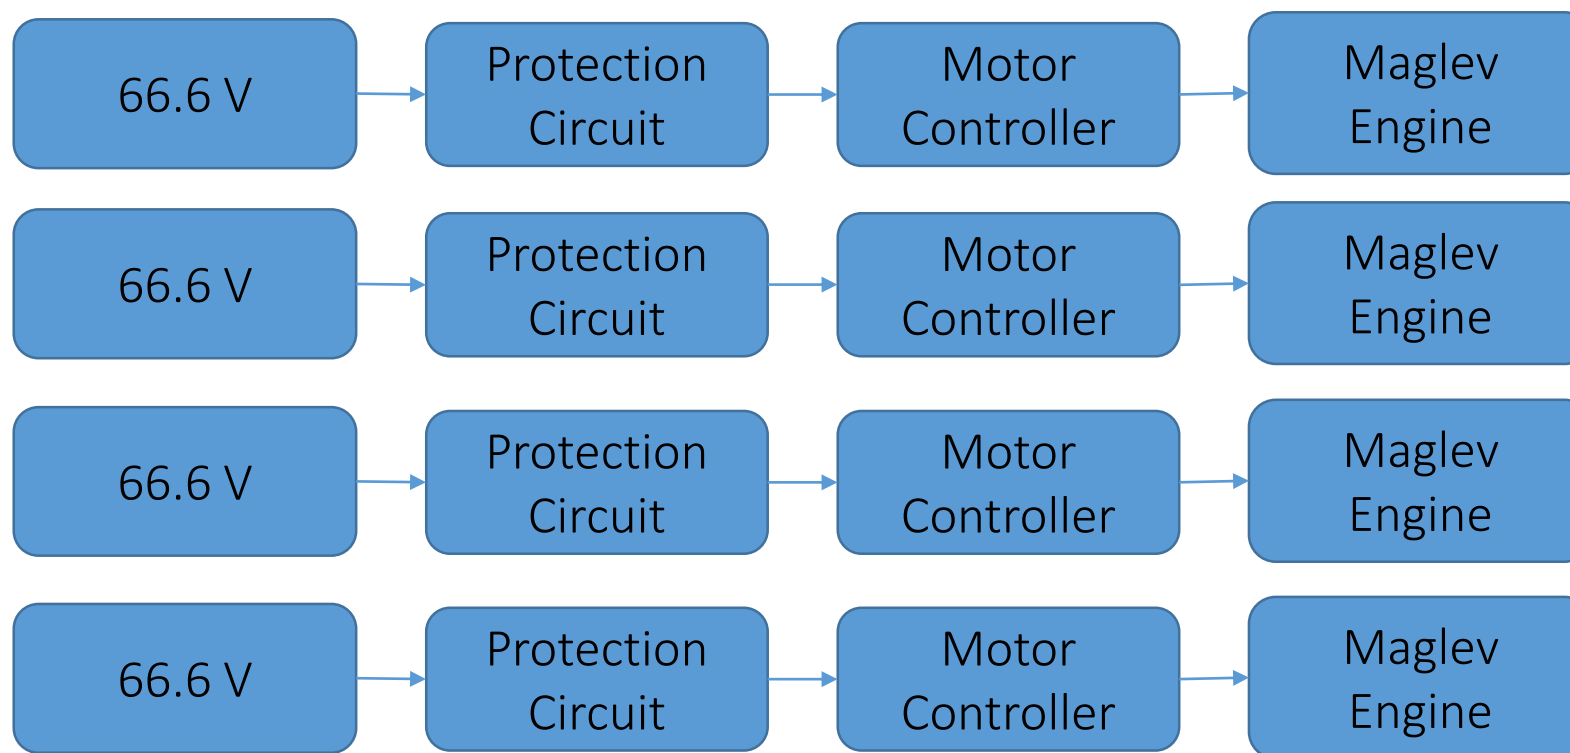 66.6 V
Protection
Circuit
Motor
Controller
Maglev
Engine
66.6 V
Protection
Circuit
Motor
Controller
Maglev
Engine
66.6 V
Protection
Circuit
Motor
Controller
Maglev
Engine
66.6 V
Protection
Circuit
Motor
Controller
Maglev
Engine